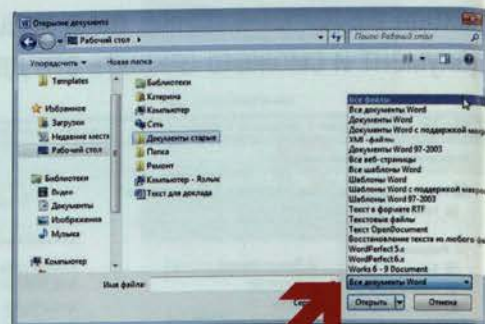 Открытие документа
Рабочий стол
Поиск: Рабочий стол
Упорядочить
Новая папка
Templates
Избранное
Загрузки
Недавние места
Рабочий стол
Библиотеки
Видео
Документы
Изображения
Музыка
Компьютер
Библиотеки
Катерина
Компьютер
Сеть
Документы старые
Папка
Ремонт
Компьютер - Ярлык
Текст для доклада
Все файлы
Все документы Word
Документы Word
Документы Word с поддержкой
XML-файлы
Документы Word 97-2003
Все веб-страницы
Все шаблоны Word
Шаблоны Word
Шаблоны Word с поддержкой
Шаблоны Word 97-2003
Текст в формате RTF
Текстовые файлы
Текст OpenDocument
Восстановление текста из любого
WordPerfect 5.x
WordPerfect 6.x
Works 6 - 9 Document
Имя файла:
Все документы Word
Открыть
Отмена